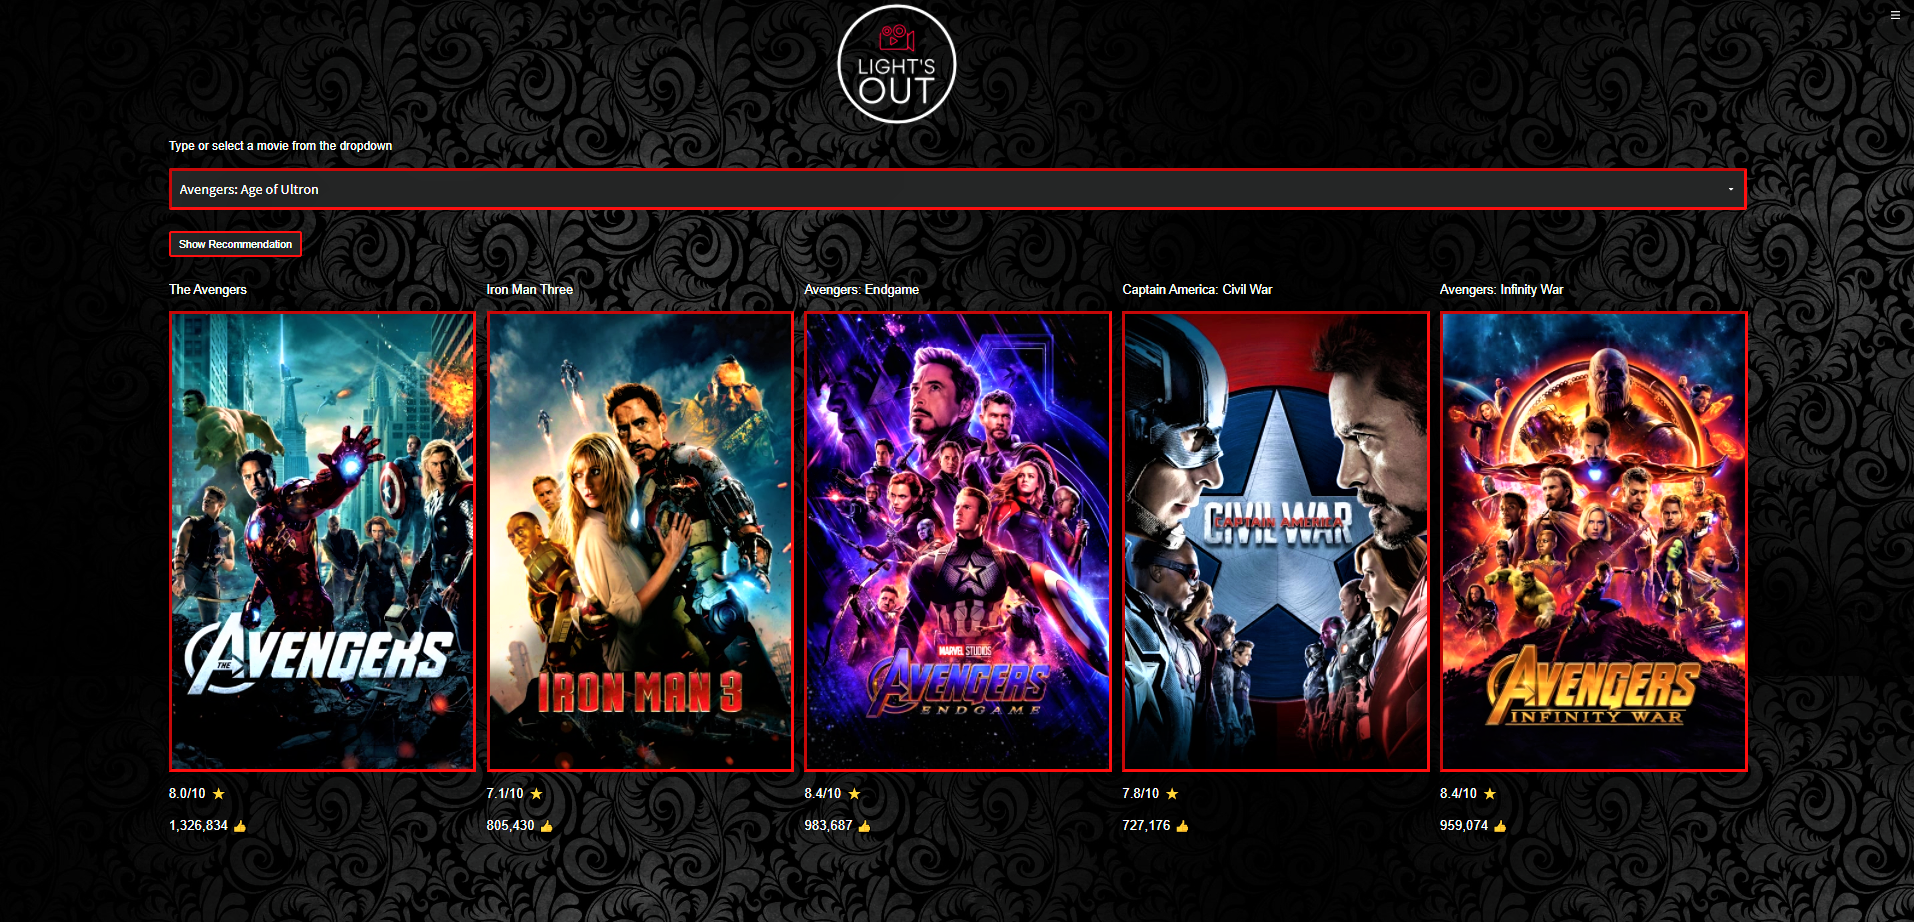 LIGHT'S
OUT
Type or select a movie from the dropdown
Avengers: Age of Ultron
Show Recommendation
The Avengers
Iron Man Three
Avengers: Endgame
Captain America: Civil War
Avengers: Infinity War
THE AVENGERS
IRON MAN 3
MARVEL STUDIOS
AVENGERS
ENDGAME
CAPTAIN AMERICA
CIVIL WAR
AVENGERS
INFINITY WAR
8.0/10
7.1/10
8.4/10
7.8/10
8.4/10
1,326,834
805,430
983,687
727,176
959,074